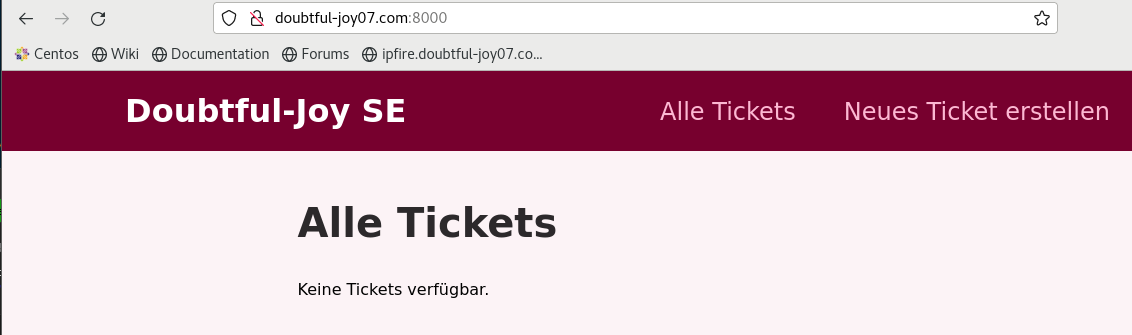 doubtful-joy07.com:8000
Centos Wiki Documentation Forums ipfire.doubtful-joy07.co...
Doubtful-Joy SE Alle Tickets Neues Ticket erstellen
Alle Tickets
Keine Tickets verfügbar.